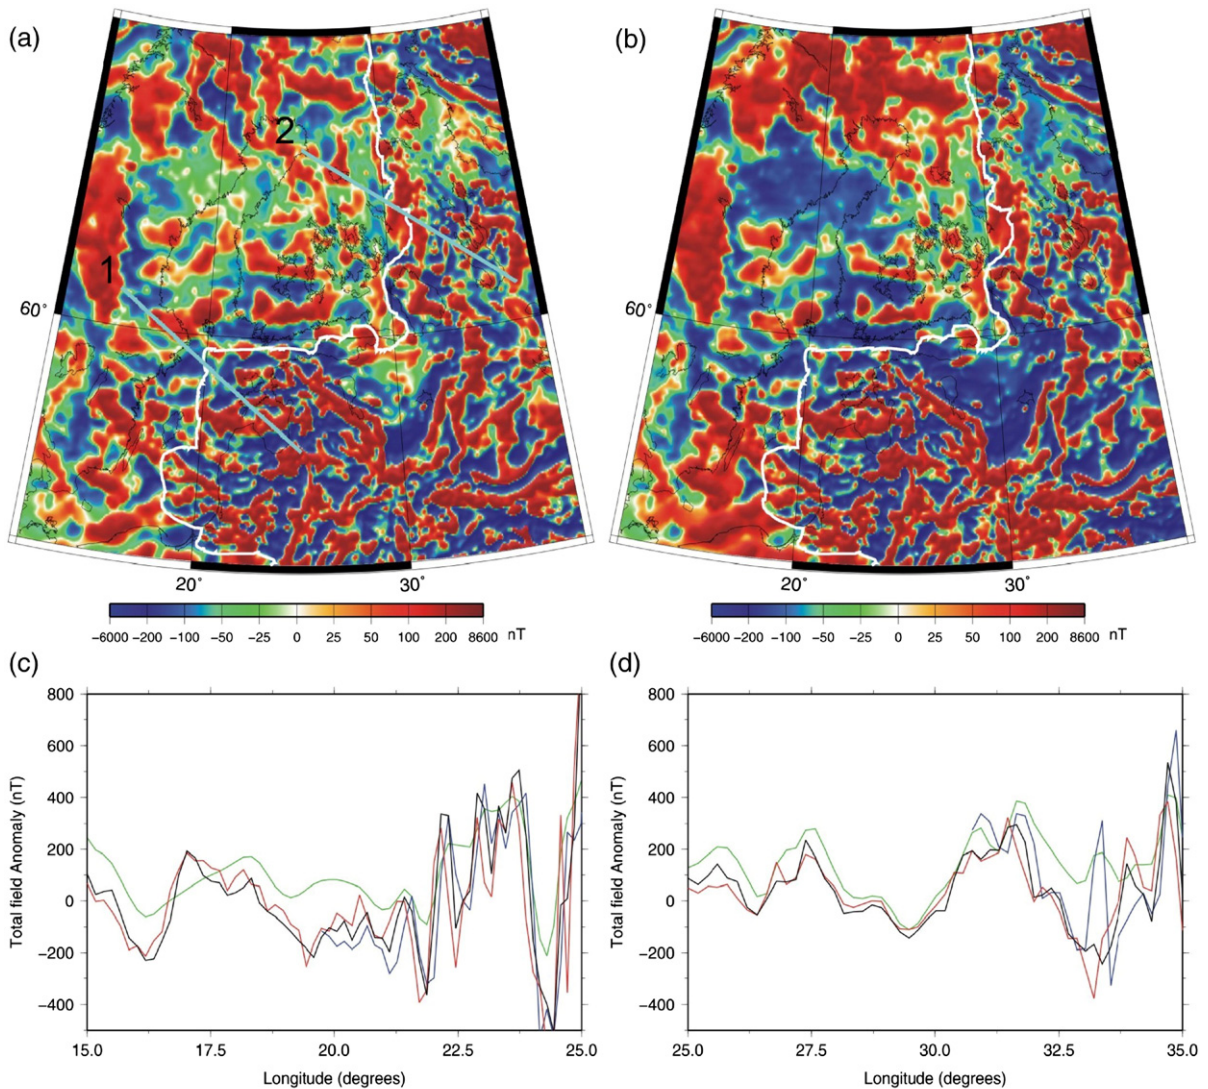 (a)
(b)
2
1
60°
60°
20°
30°
20°
30°
−6000 −200 −100 −50 −25 0 25 50 100 200 8600 nT
−6000 −200 −100 −50 −25 0 25 50 100 200 8600 nT
(c)
(d)
800
600
400
200
0
−200
−400
Total field Anomaly (nT)
15.0 17.5 20.0 22.5 25.0
Longitude (degrees)
800
600
400
200
0
−200
−400
Total field Anomaly (nT)
25.0 27.5 30.0 32.5 35.0
Longitude (degrees)